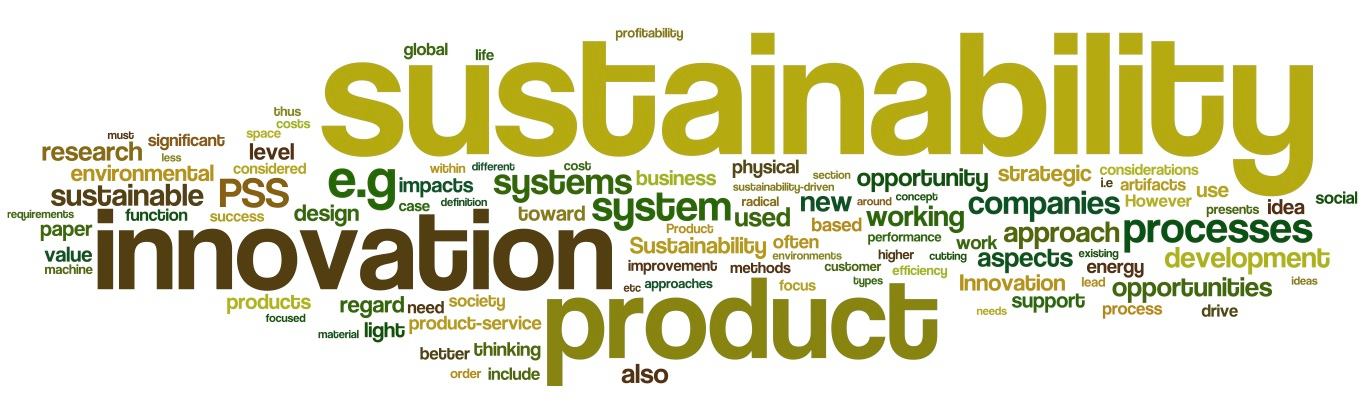 profitability
global
life
sustainability
thus
costs
must
significant
space
research
less
level
environmental
considered
within
different
cost
physical
section
opportunity
strategic
considerations
sustainable
PSS
e.g
impacts
systems
business
sustainability-driven
i.e
artifacts
use
social
requirements
function
success
design
case
definition
toward
system
radical
used
new
around
concept
companies
However
presents
idea
paper
innovation
Product
based
working
performance
approach
processes
value
machine
Sustainability
often
environments
higher
cutting
work
aspects
existing
energy
development
improvement
methods
customer
efficiency
types
etc
approaches
focus
Innovation
lead
opportunities
ideas
products
focused
regard
need
society
product
needs
support
process
drive
material
light
product-service
better
thinking
order
include
also